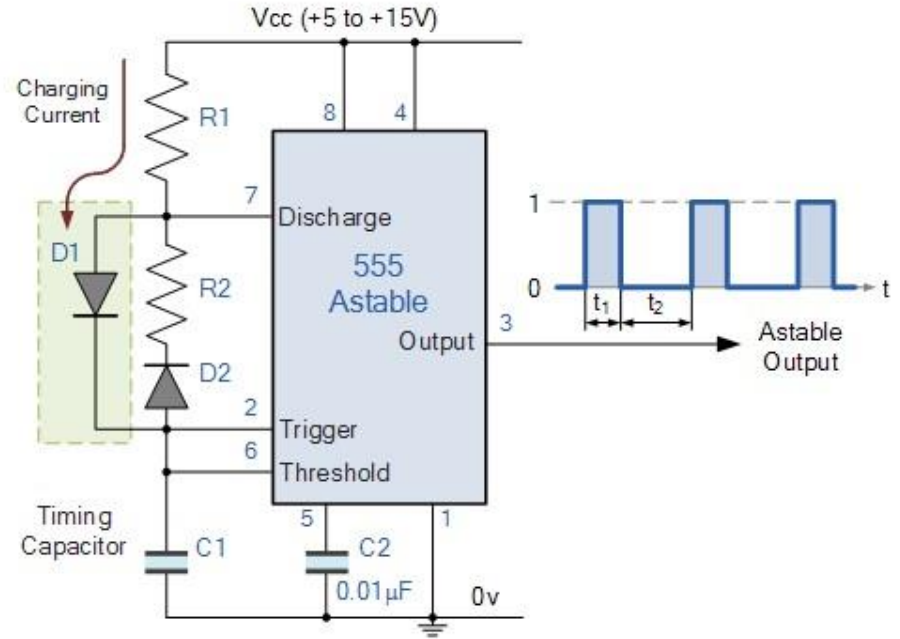 Vcc (+5 to +15V)
Charging
Current
R1
8
4
7
Discharge
D1
R2
555
Astable
1
0
t
t1
t2
3
Output
Astable
Output
D2
2
Trigger
6
Threshold
Timing
Capacitor
C1
5
1
C2
0.01µF
0v